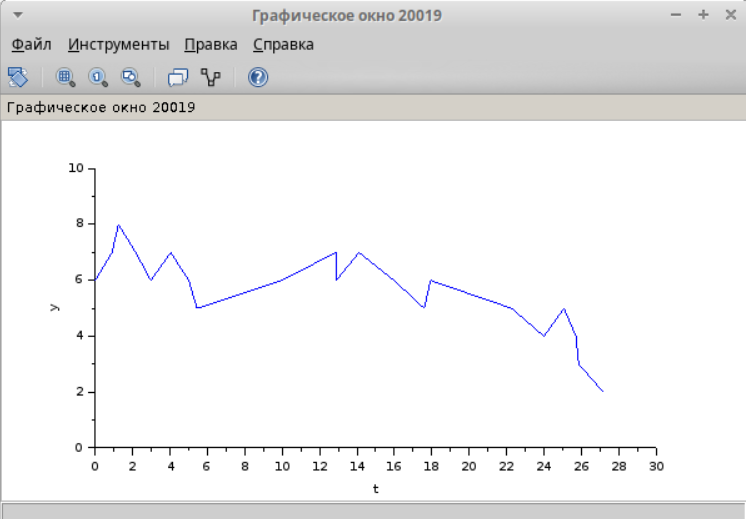 Графическое окно 20019
Файл Инструменты Правка Справка
Графическое окно 20019
10
8
6
y
4
2
0
0 2 4 6 8 10 12 14 16 18 20 22 24 26 28 30
t